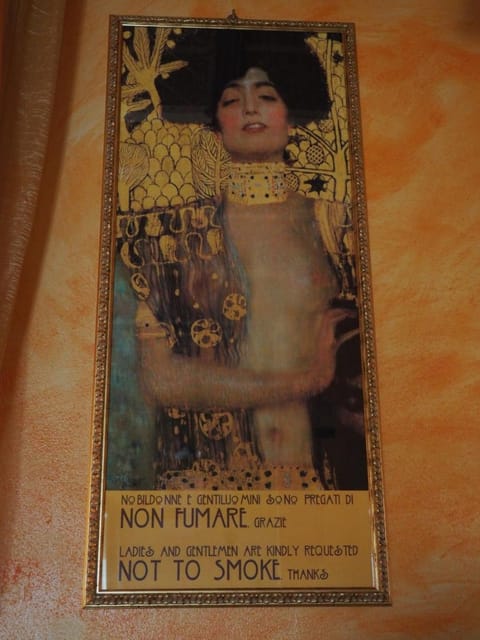 NOBILDONNE E GENTILUOMINI SONO PREGATI DI
NON FUMARE. GRAZIE
LADIES AND GENTLEMEN ARE KINDLY REQUESTED
NOT TO SMOKE. THANKS